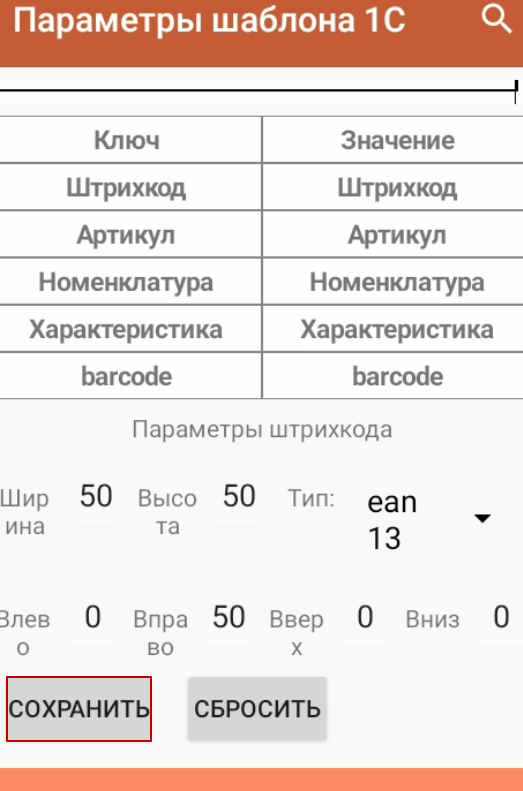 Параметры шаблона 1С
Ключ Значение
Штрихкод Штрихкод
Артикул Артикул
Номенклатура Номенклатура
Характеристика Характеристика
barcode barcode
Параметры штрихкода
Шир 50 Высо 50 Тип: ean
ина та 13
Влев 0 Впра 50 Ввер 0 Вниз 0
о во х
СОХРАНИТЬ СБРОСИТЬ